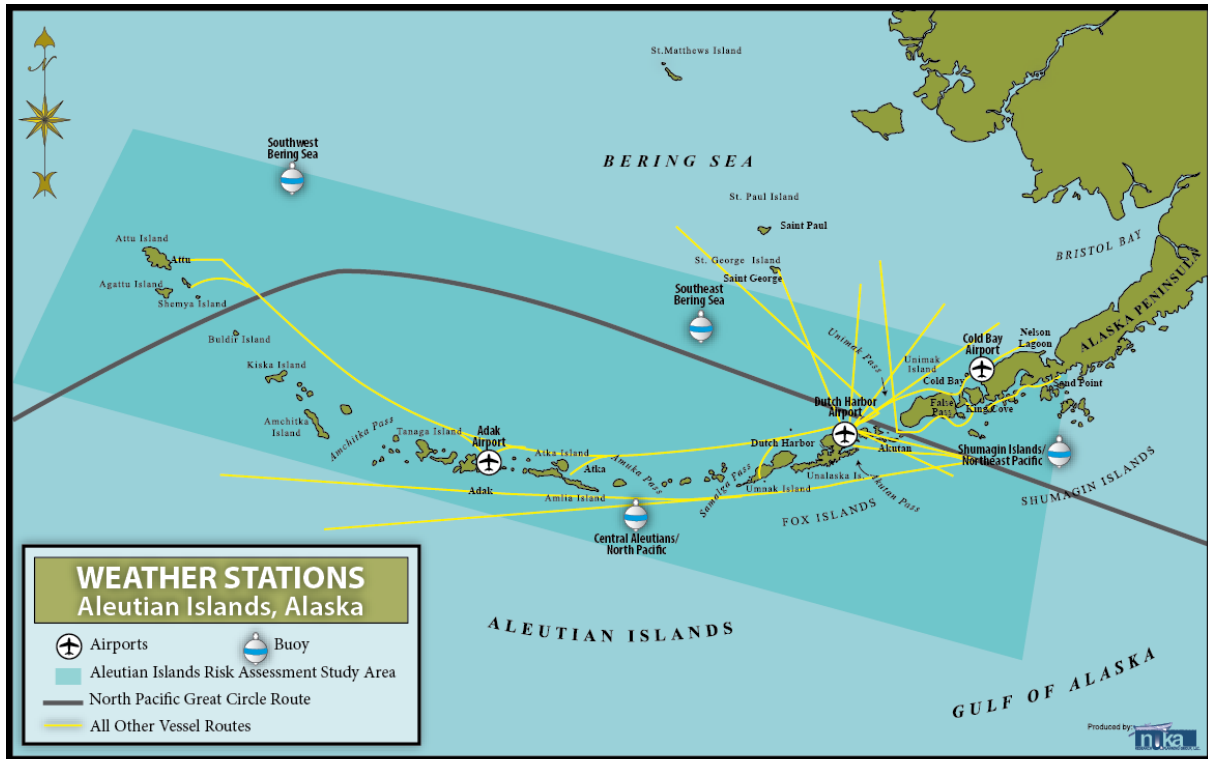 St.Matthews Island
N
Southwest
Bering Sea
BERING SEA
St. Paul Island
Saint Paul
Attu Island
Attu
BRISTOL BAY
St. George Island
Saint George
Agattu Island
Shemya Island
Southeast
Bering Sea
ALASKA PENINSULA
Buldir Island
Unimak Pass
Cold Bay
Airport
Nelson
Lagoon
Unimak
Island
Kiska Island
Cold Bay
Sand Point
Dutch Harbor
Airport
False
Pass
King Cove
Amchitka
Island
Amchitka Pass
Tanaga Island
Adak
Airport
Dutch Harbor
Akutan
Shumagin Islands/
Northeast Pacific
Atka Island
Atka
Amukta Pass
Samalga Pass
Unalaska Is.
Akutan Pass
Adak
Amlia Island
Umnak Island
SHUMAGIN ISLANDS
FOX ISLANDS
Central Aleutians/
North Pacific
WEATHER STATIONS
Aleutian Islands, Alaska
Airports
Buoy
Aleutian Islands Risk Assessment Study Area
North Pacific Great Circle Route
All Other Vessel Routes
ALEUTIAN ISLANDS
GULF OF ALASKA
Produced by:
nuka